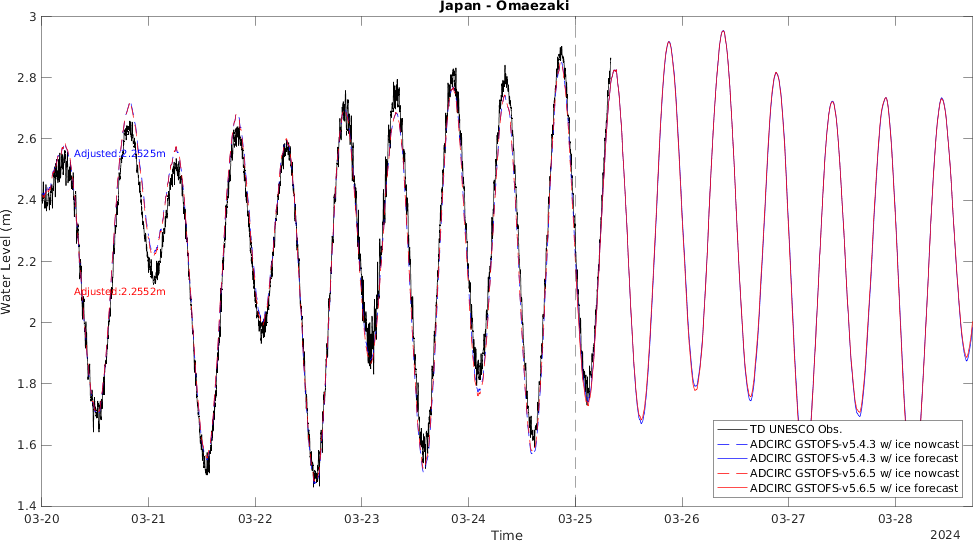 Japan - Omaezaki
Water Level (m)
3
2.8
2.6
2.4
2.2
2
1.8
1.6
1.4
Adjusted:2.2525m
Adjusted:2.2552m
TD UNESCO Obs.
ADCIRC GSTOFS-v5.4.3 w/ ice nowcast
ADCIRC GSTOFS-v5.4.3 w/ ice forecast
ADCIRC GSTOFS-v5.6.5 w/ ice nowcast
ADCIRC GSTOFS-v5.6.5 w/ ice forecast
03-20 03-21 03-22 03-23 03-24 03-25 03-26 03-27 03-28
Time
2024